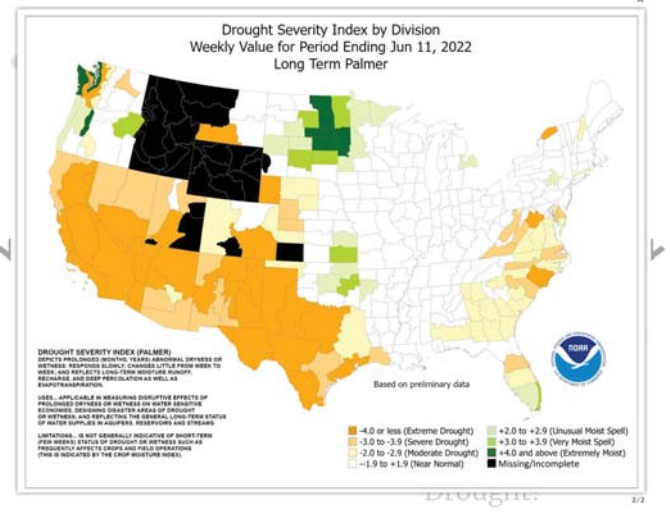 Drought Severity Index by Division
Weekly Value for Period Ending Jun 11, 2022
Long Term Palmer
DROUGHT SEVERITY INDEX (PALMER)
DEPICTS PROLONGED (MONTHS, YEARS) ABNORMAL DRYNESS OR
WETNESS; RESPONDS SLOWLY; CHANGES LITTLE FROM WEEK TO
WEEK; AND REFLECTS LONG-TERM MOISTURE RUNOFF,
RECHARGE, AND DEEP PERCOLATION AS WELL AS
EVAPOTRANSPIRATION.
USES... APPLICABLE IN MEASURING DISRUPTIVE EFFECTS OF
PROLONGED DRYNESS OR WETNESS ON WATER SENSITIVE
ECONOMIES, DESIGNING DISASTER AREAS OF DROUGHT
OR WETNESS; AND REFLECTING THE GENERAL LONG-TERM STATUS
OF WATER SUPPLIES IN AQUIFERS, RESERVOIRS AND STREAMS.
LIMITATIONS... IS NOT GENERALLY INDICATIVE OF SHORT-TERM
(FEW WEEKS) STATUS OF DROUGHT OR WETNESS SUCH AS
FREQUENTLY AFFECTS CROPS AND FIELD OPERATIONS
(THIS IS INDICATED BY THE CROP MOISTURE INDEX).
Based on preliminary data
NOAA
-4.0 or less (Extreme Drought)
-3.0 to -3.9 (Severe Drought)
-2.0 to -2.9 (Moderate Drought)
--1.9 to +1.9 (Near Normal)
+2.0 to +2.9 (Unusual Moist Spell)
+3.0 to +3.9 (Very Moist Spell)
+4.0 and above (Extremely Moist)
Missing/Incomplete
Drought?
2/2